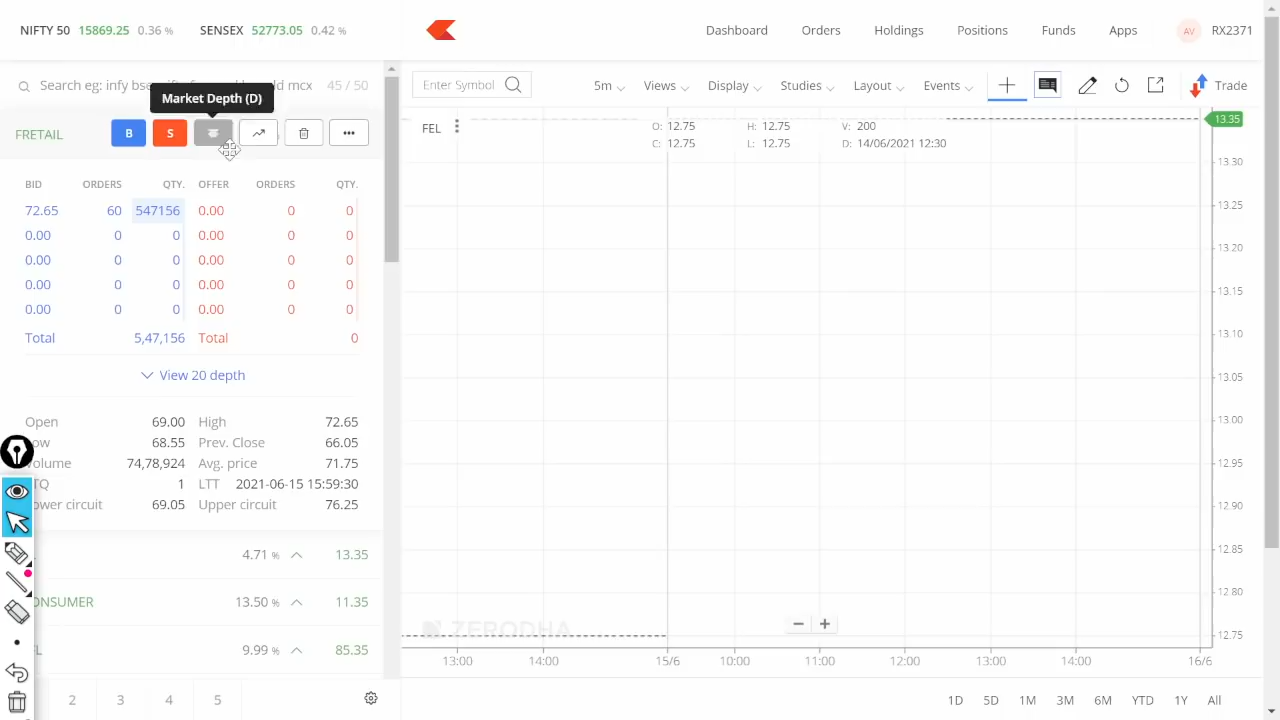 NIFTY 50 15869.25 0.36 % SENSEX 52773.05 0.42 %
Dashboard Orders Holdings Positions Funds Apps AV RX2371
Search eg: infy bse, nifty fut, nifty weekly, gold mcx 45 / 50
Market Depth (D)
Enter Symbol 5m Views Display Studies Layout Events Trade
FRETAIL B S •••
FEL O: 12.75 H: 12.75 V: 200
C: 12.75 L: 12.75 D: 14/06/2021 12:30
BID ORDERS QTY. OFFER ORDERS QTY.
72.65 60 547156 0.00 0 0
0.00 0 0 0.00 0 0
0.00 0 0 0.00 0 0
0.00 0 0 0.00 0 0
0.00 0 0 0.00 0 0
Total 5,47,156 Total 0
View 20 depth
Open 69.00 High 72.65
ow 68.55 Prev. Close 66.05
olume 74,78,924 Avg. price 71.75
TQ 1 LTT 2021-06-15 15:59:30
ower circuit 69.05 Upper circuit 76.25
4.71 % 13.35
ONSUMER 13.50 % 11.35
L 9.99 % 85.35
2 3 4 5
13.35
13.30
13.25
13.20
13.15
13.10
13.05
13.00
12.95
12.90
12.85
12.80
12.75
ZERODHA
13:00 14:00 15/6 10:00 11:00 12:00 13:00 14:00 16/6
1D 5D 1M 3M 6M YTD 1Y All